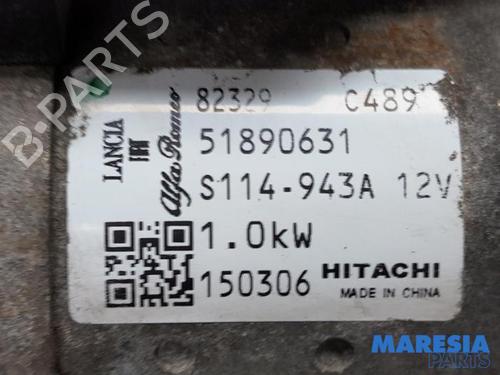 82329 C489
LANCIA
FIAT
Alfa Romeo
51890631
S114-943A 12V
1.0kW
150306
HITACHI
MADE IN CHINA
B-PARTS
MARESIA
PARTS